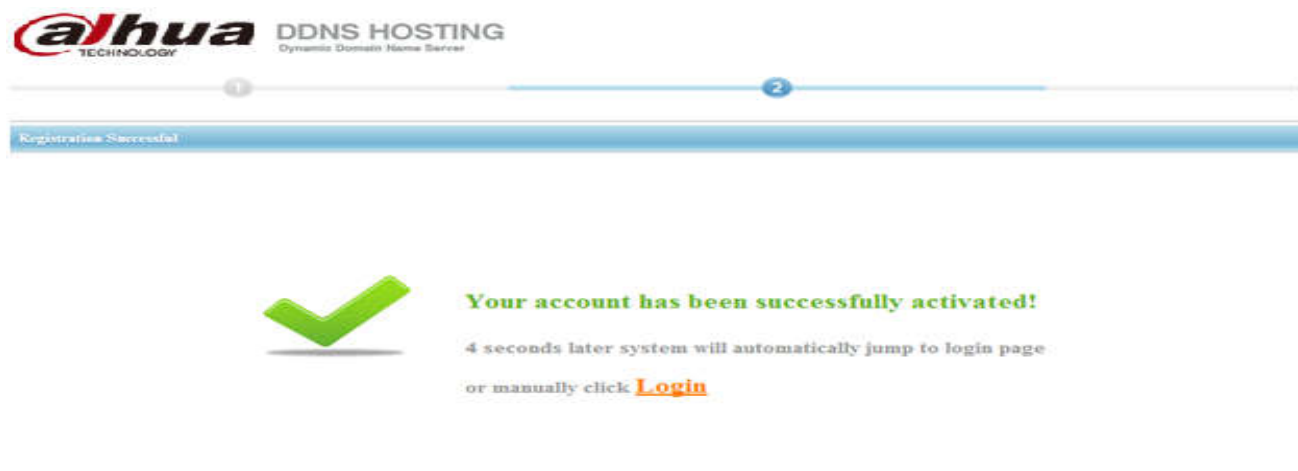 alhua
TECHNOLOGY
DDNS HOSTING
Dynamic Domain Name Server
1
2
Registration Successful
Your account has been successfully activated!
4 seconds later system will automatically jump to login page
or manually click Login